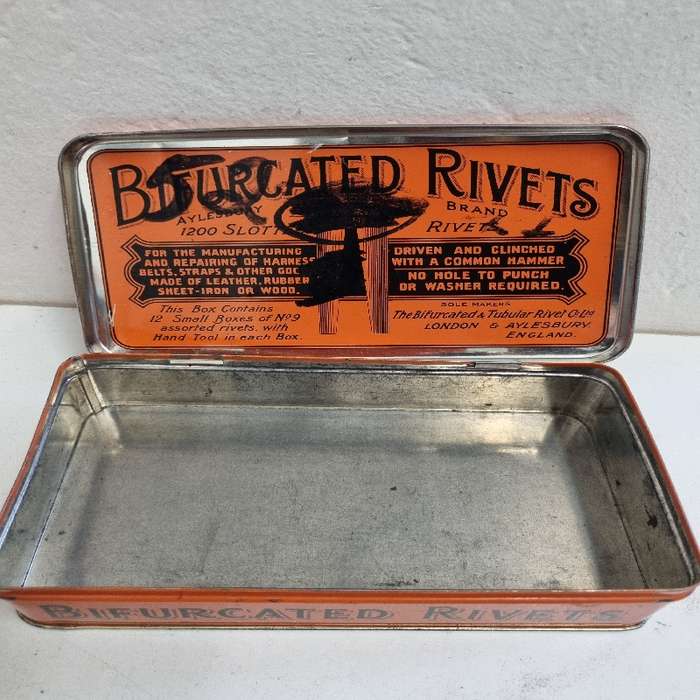 BIFURCATED RIVETS
AYLESBURY BRAND
1200 SLOTT RIVETS
FOR THE MANUFACTURING
AND REPAIRING OF HARNESS
BELTS, STRAPS & OTHER GOO
MADE OF LEATHER, RUBBER
SHEET-IRON OR WOOD.
This Box Contains
12 Small Boxes of Nº9
assorted rivets, with
Hand Tool in each Box.
DRIVEN AND CLINCHED
WITH A COMMON HAMMER
NO HOLE TO PUNCH
OR WASHER REQUIRED.
SOLE MAKERS
The Bifurcated & Tubular Rivet Co Ltd
LONDON & AYLESBURY.
ENGLAND.
BIFURCATED RIVETS